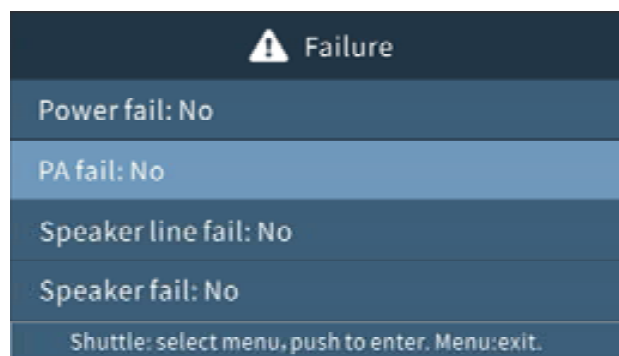 Failure
Power fail: No
PA fail: No
Speaker line fail: No
Speaker fail: No
Shuttle: select menu, push to enter. Menu:exit.